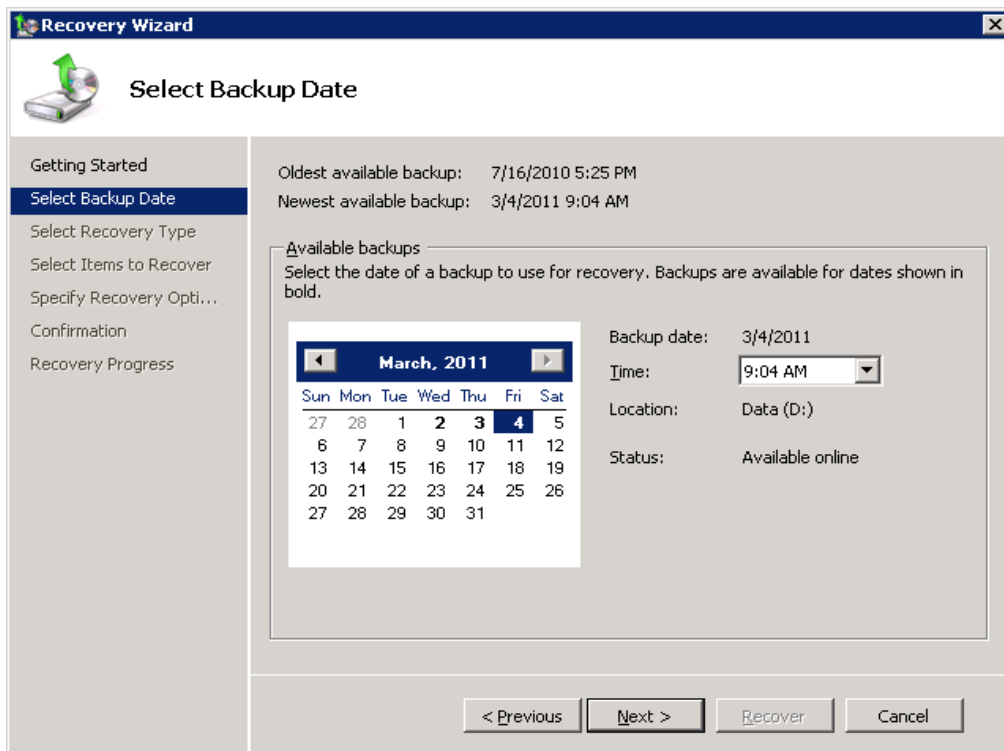 Recovery Wizard
Select Backup Date
Getting Started
Select Backup Date
Select Recovery Type
Select Items to Recover
Specify Recovery Opti...
Confirmation
Recovery Progress
Oldest available backup: 7/16/2010 5:25 PM
Newest available backup: 3/4/2011 9:04 AM
Available backups
Select the date of a backup to use for recovery. Backups are available for dates shown in
bold.
March, 2011
Sun Mon Tue Wed Thu Fri Sat
27 28 1 2 3 4 5
6 7 8 9 10 11 12
13 14 15 16 17 18 19
20 21 22 23 24 25 26
27 28 29 30 31
Backup date: 3/4/2011
Time: 9:04 AM
Location: Data (D:)
Status: Available online
< Previous
Next >
Recover
Cancel